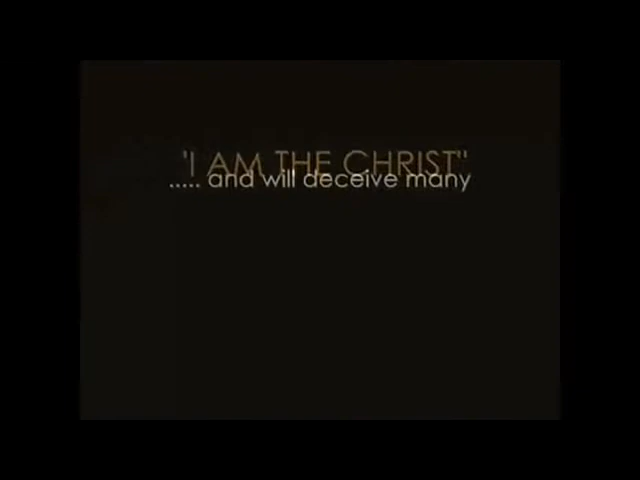 'I AM THE CHRIST"
..... and will deceive many